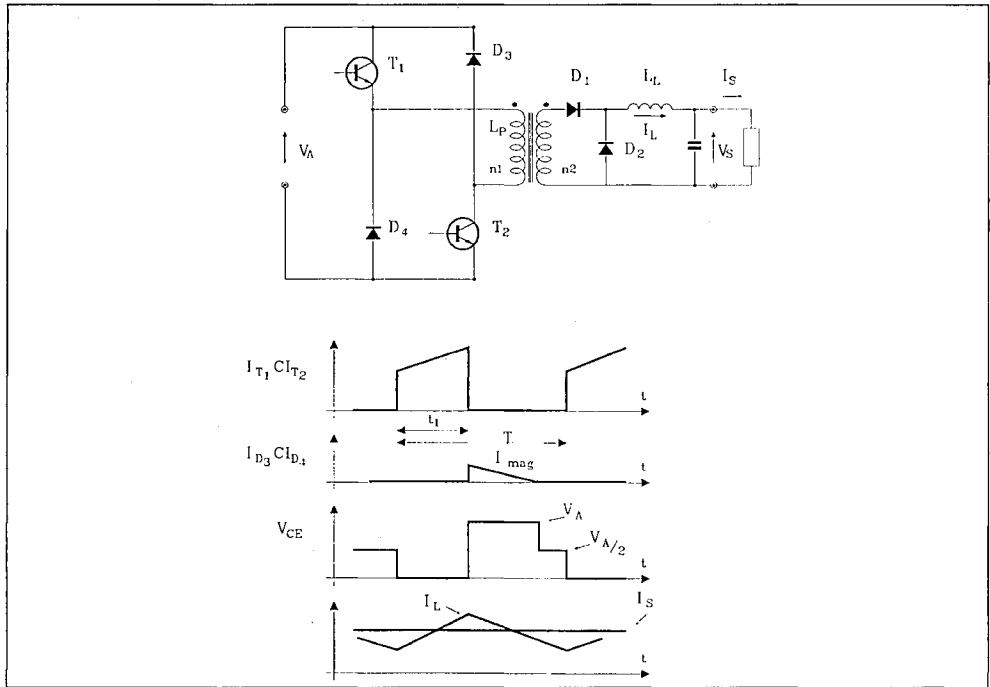 T1
D3
D1
LL
IS
VA
LP
IL
D2
VS
n1
n2
D4
T2
IT1 CIT2
t
t1
T
ID3 CID4
I mag
t
VCE
VA
VA/2
t
IL
IS
t